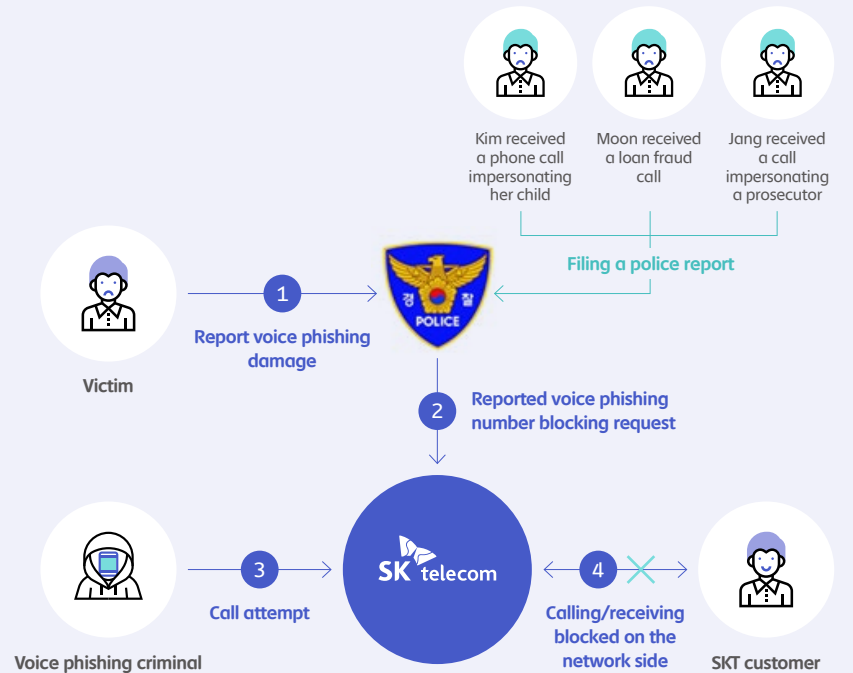 Kim received
a phone call
impersonating
her child
Moon received
a loan fraud
call
Jang received
a call
impersonating
a prosecutor
Filing a police report
경 찰
POLICE
1
Report voice phishing
damage
Victim
2
Reported voice phishing
number blocking request
SK telecom
3
Call attempt
Voice phishing criminal
4
Calling/receiving
blocked on the
network side
SKT customer